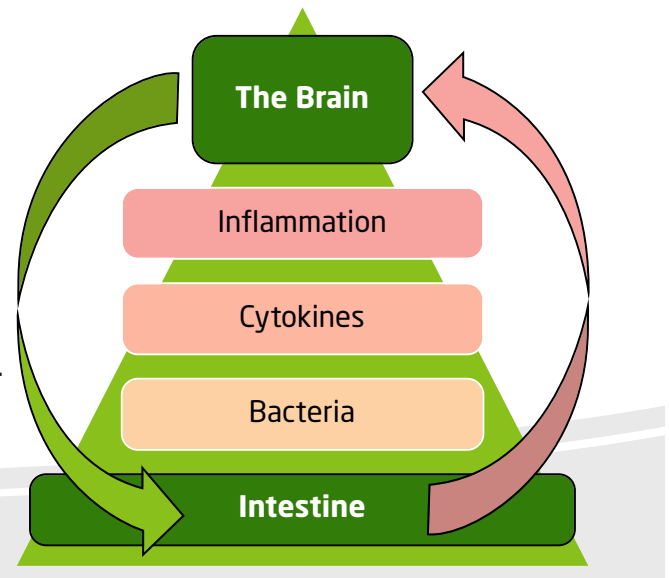 The Brain
Inflammation
Cytokines
Bacteria
Intestine